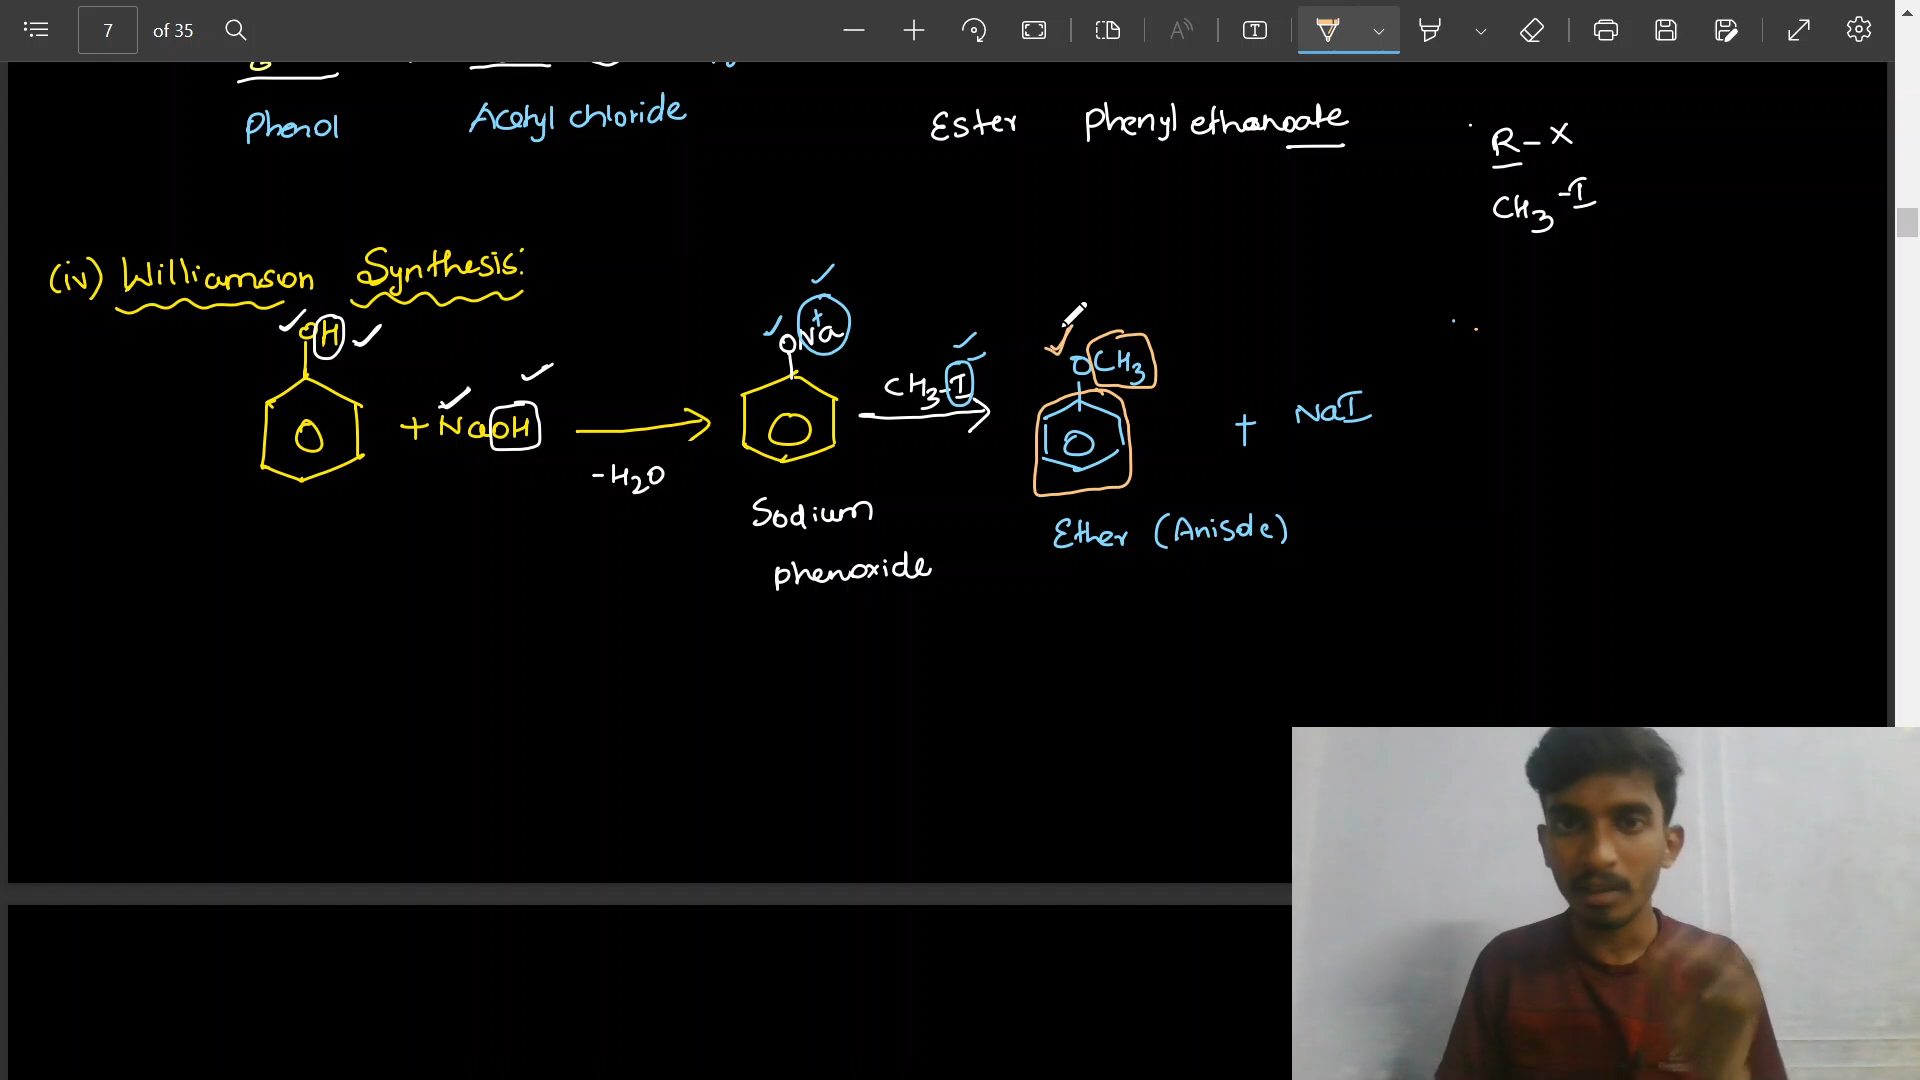 7 of 35
Phenol Acetyl chloride Ester Phenyl ethanoate
R-X
CH3-I
(iv) Williamson Synthesis:
OH + NaOH
-H2O
ONa+
CH3-I
OCH3 + NaI
Sodium
phenoxide
Ether (Anisole)